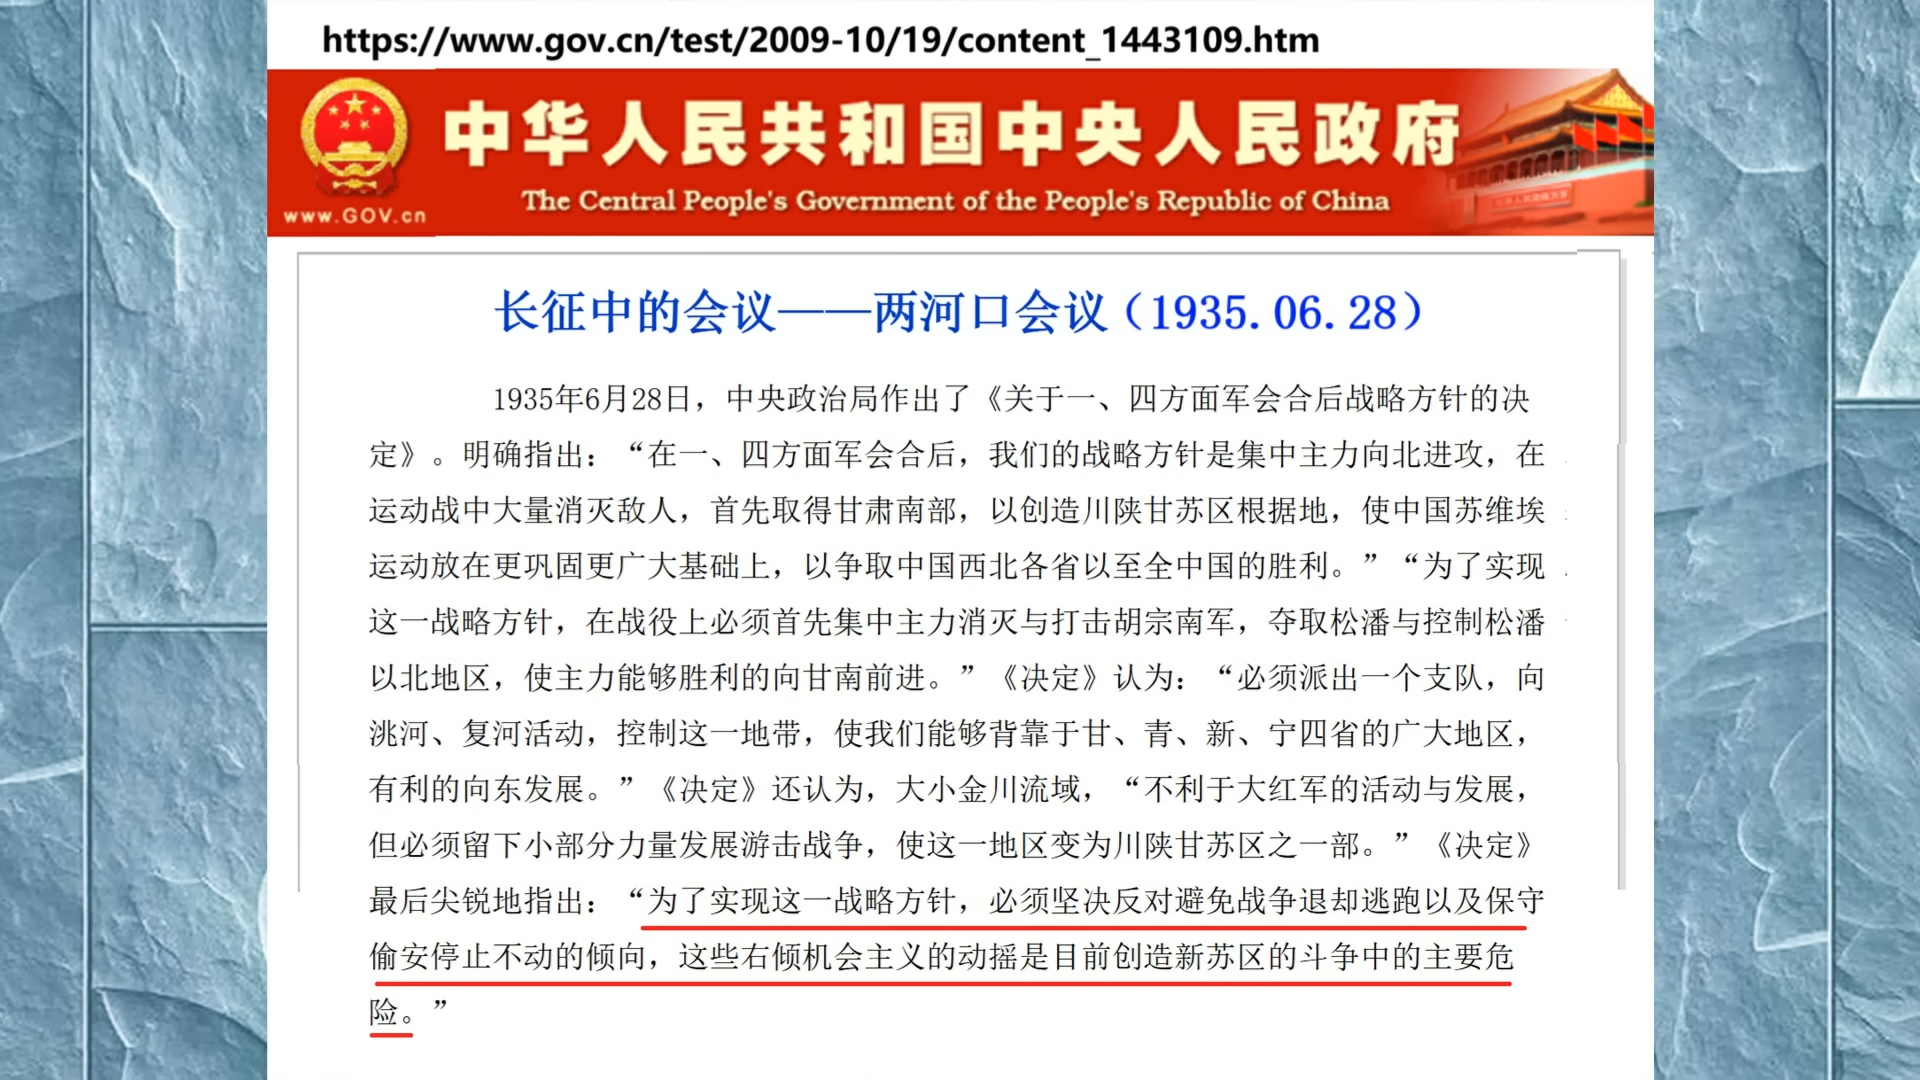 https://www.gov.cn/test/2009-10/19/content_1443109.htm
中华人民共和国中央人民政府
The Central People's Government of the People's Republic of China
www.GOV.cn
长征中的会议——两河口会议（1935.06.28）
1935年6月28日，中央政治局作出了《关于一、四方面军会合后战略方针的决
定》。明确指出：“在一、四方面军会合后，我们的战略方针是集中主力向北进攻，在
运动战中大量消灭敌人，首先取得甘肃南部，以创造川陕甘苏区根据地，使中国苏维埃
运动放在更巩固更广大基础上，以争取中国西北各省以至全中国的胜利。”“为了实现
这一战略方针，在战役上必须首先集中主力消灭与打击胡宗南军，夺取松潘与控制松潘
以北地区，使主力能够胜利的向甘南前进。”《决定》认为：“必须派出一个支队，向
洮河、复河活动，控制这一地带，使我们能够背靠于甘、青、新、宁四省的广大地区，
有利的向东发展。”《决定》还认为，大小金川流域，“不利于大红军的活动与发展，
但必须留下小部分力量发展游击战争，使这一地区变为川陕甘苏区之一部。”《决定》
最后尖锐地指出：“为了实现这一战略方针，必须坚决反对避免战争退却逃跑以及保守
偷安停止不动的倾向，这些右倾机会主义的动摇是目前创造新苏区的斗争中的主要危
险。”